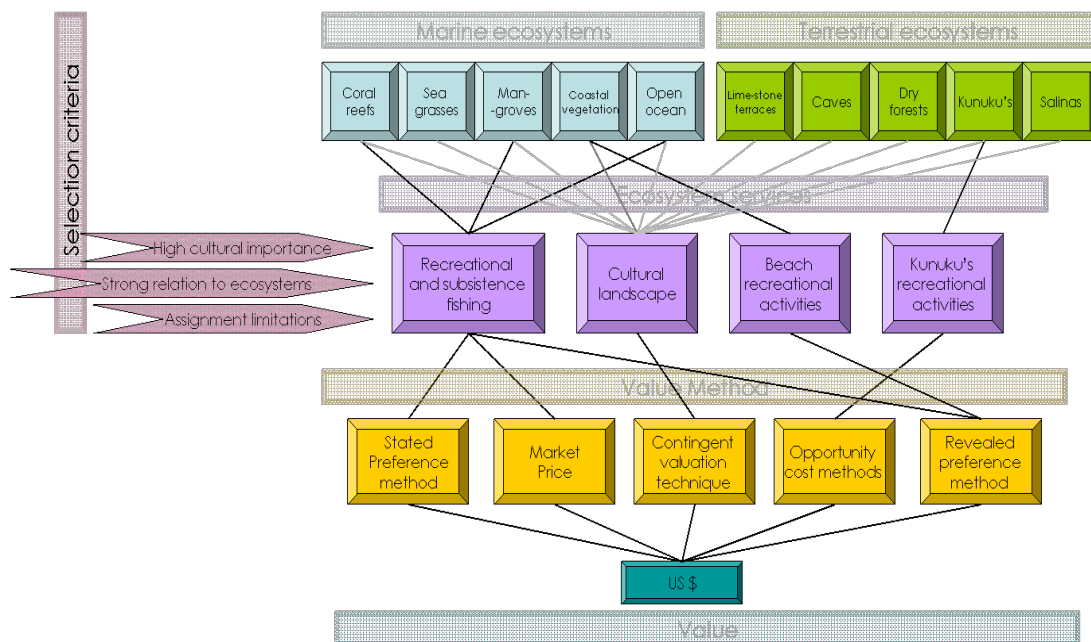 Marine ecosystems
Terrestrial ecosystems
Selection criteria
Coral
reefs
Sea
grasses
Man-
-groves
Coastal
vegetation
Open
ocean
Lime-stone
terraces
Caves
Dry
forests
Kunuku's
Salinas
Ecosystem services
High cultural importance
Strong relation to ecosystems
Assignment limitations
Recreational
and subsistence
fishing
Cultural
landscape
Beach
recreational
activities
Kunuku's
recreational
activities
Value Method
Stated
Preference
method
Market
Price
Contingent
valuation
technique
Opportunity
cost methods
Revealed
preference
method
US $
Value